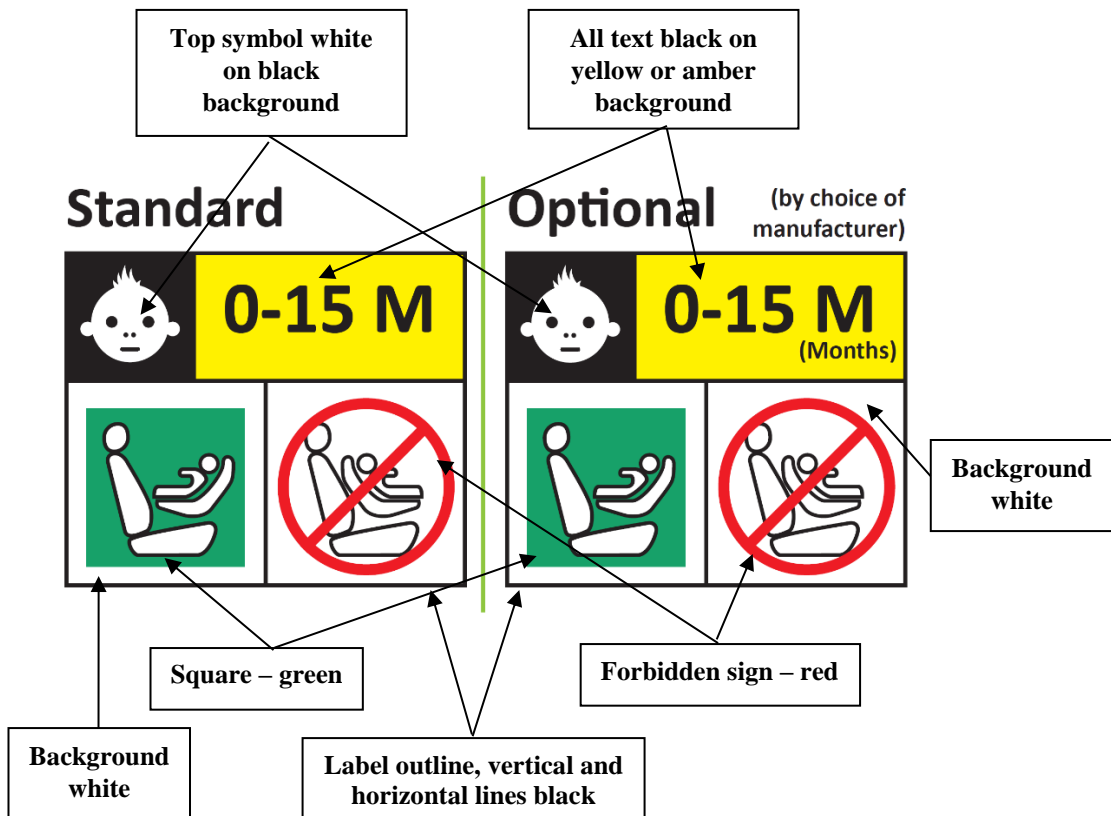 Top symbol white
on black
background
All text black on
yellow or amber
background
Standard
Optional
(by choice of
manufacturer)
0-15 M
0-15 M
(Months)
Background
white
Square – green
Forbidden sign – red
Background
white
Label outline, vertical and
horizontal lines black